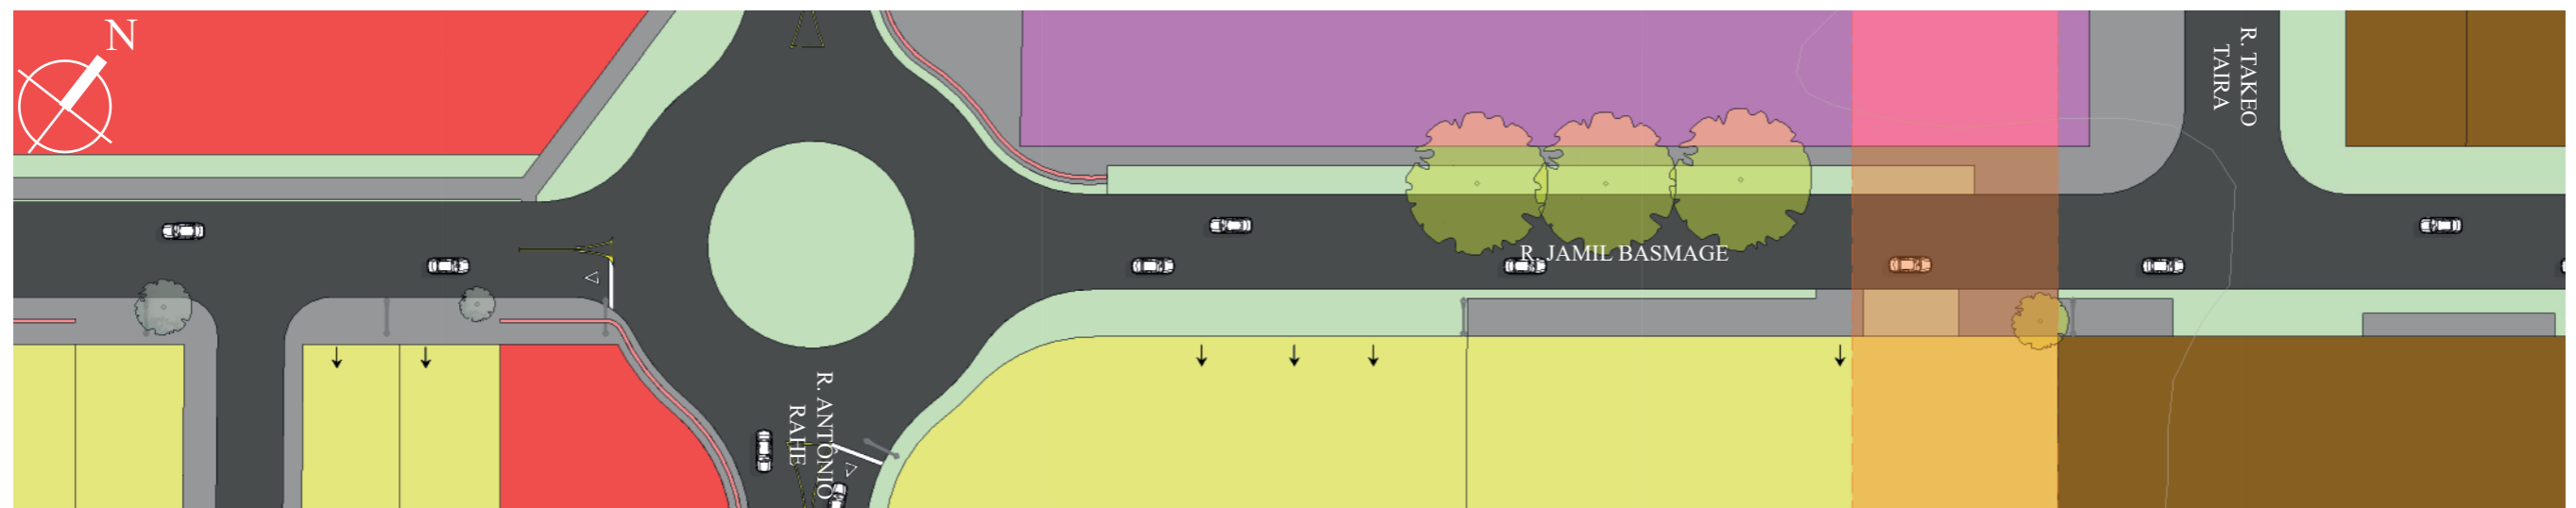 N
R. TAKEO
TAIRA
R. JAMIL BASMAGE
R. ANTÔNIO
RAHE